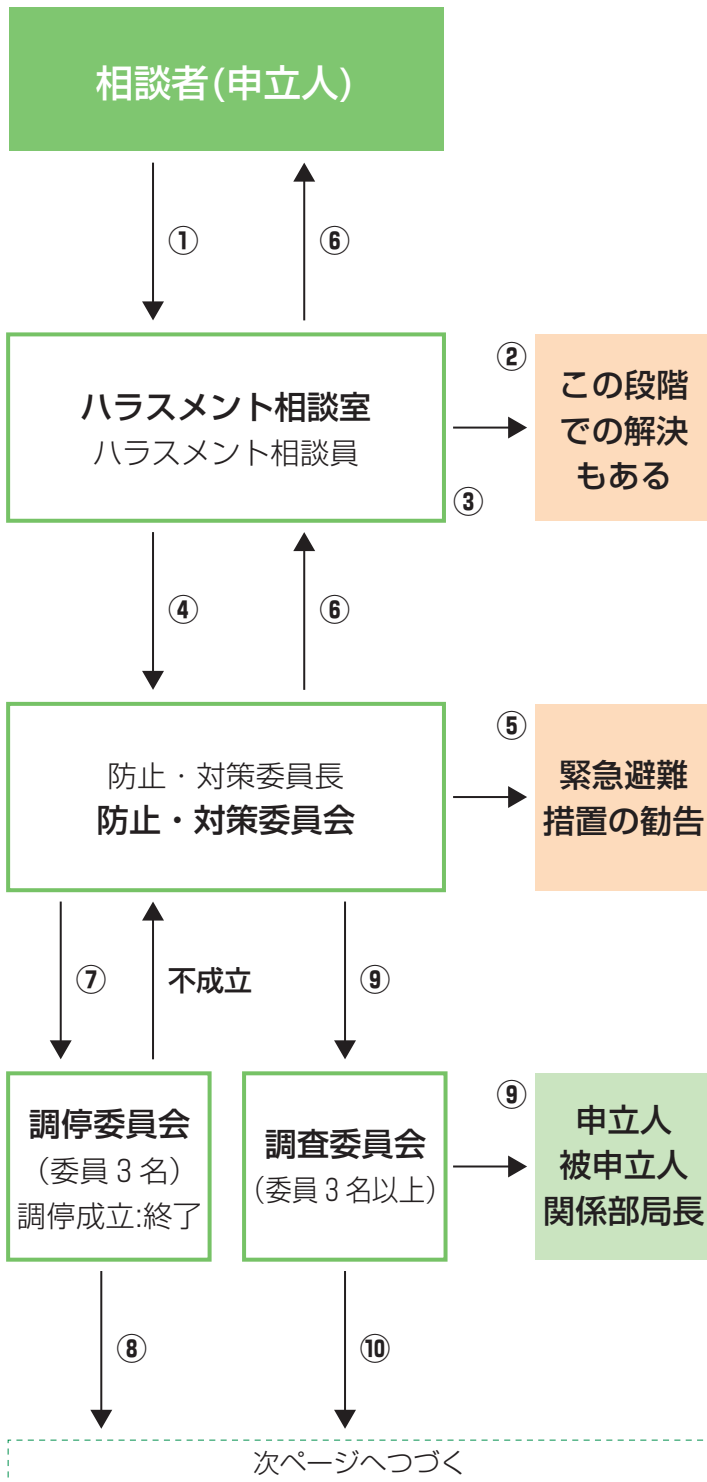 相談者(申立人)
①
⑥
ハラスメント相談室
ハラスメント相談員
②
この段階
での解決
もある
③
④
⑥
防止・対策委員長
防止・対策委員会
⑤
緊急避難
措置の勧告
⑦
不成立
⑨
調停委員会
(委員3名)
調停成立:終了
調査委員会
(委員3名以上)
⑨
申立人
被申立人
関係部局長
⑧
⑩
次ページへつづく